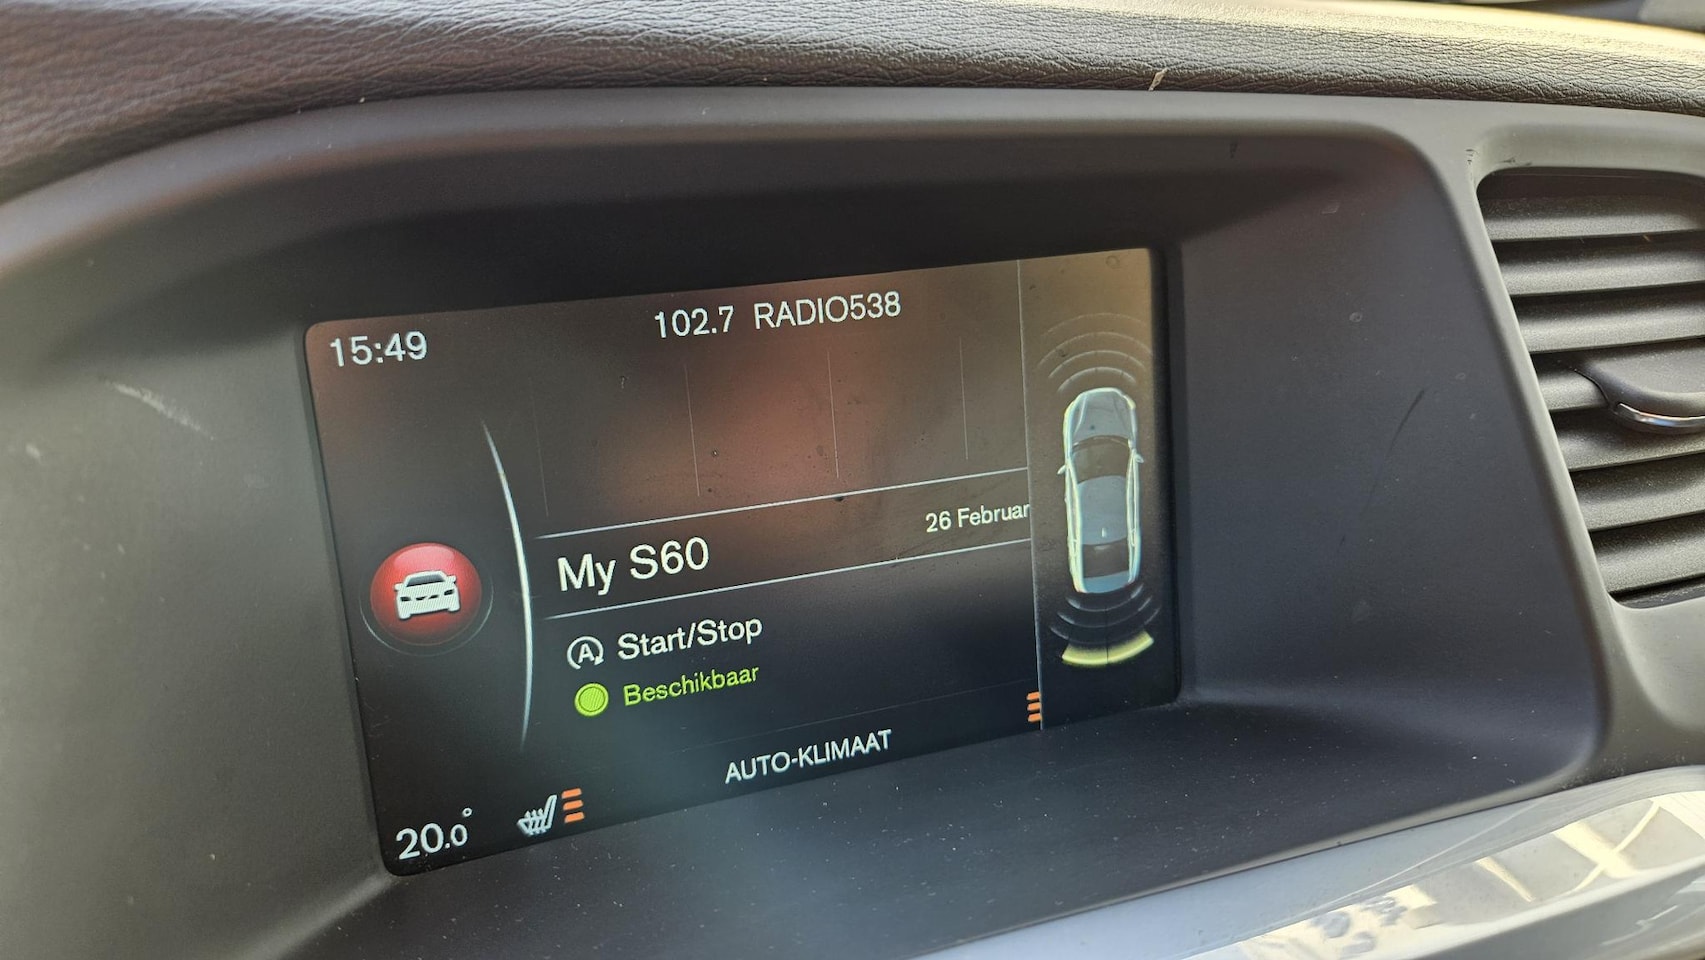 15:49
102.7 RADIO538
26 Februar
My S60
A Start/Stop
Beschikbaar
AUTO-KLIMAAT
20.0°